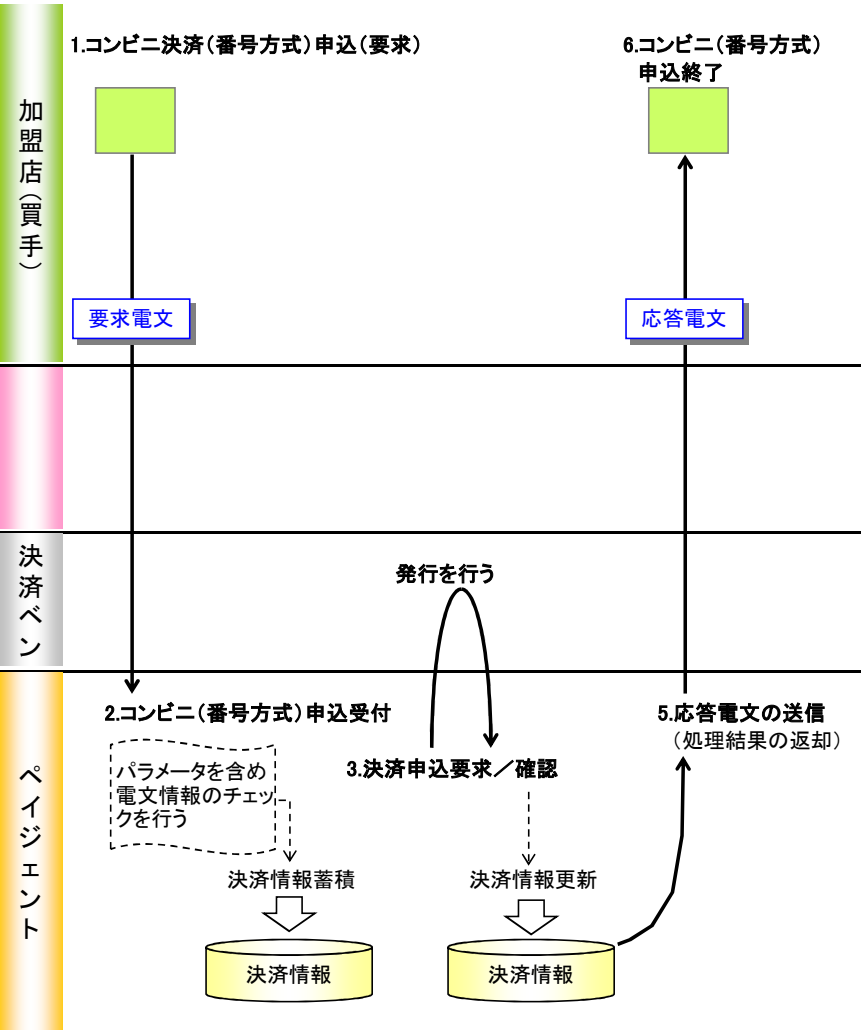 1.コンビニ決済（番号方式）申込（要求）
6.コンビニ（番号方式）
申込終了
加盟店（買手）
要求電文
応答電文
決済ベン
発行を行う
2.コンビニ（番号方式）申込受付
5.応答電文の送信
（処理結果の返却）
3.決済申込要求／確認
パラメータを含め
電文情報のチェッ
クを行う
ペイジェント
決済情報蓄積
決済情報更新
決済情報
決済情報